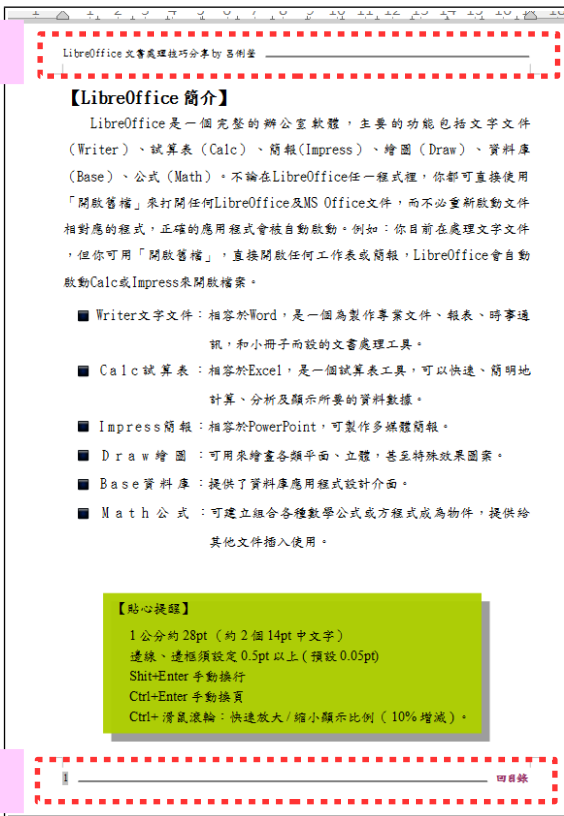 LibreOffice 文書處理技巧分享 by 呂俐瑩
【LibreOffice 簡介】
LibreOffice是一個完整的辦公室軟體，主要的功能包括文字文件
（Writer）、試算表（Calc）、簡報(Impress)、繪圖（Draw）、資料庫
（Base）、公式（Math）。不論在LibreOffice任一程式裡，你都可直接使用
「開啟舊檔」來打開任何LibreOffice及MS Office文件，而不必重新啟動文件
相對應的程式，正確的應用程式會被自動啟動。例如：你目前在處理文字文件
，但你可用「開啟舊檔」，直接開啟任何工作表或簡報，LibreOffice會自動
啟動Calc或Impress來開啟檔案。
Writer文字文件：相容於Word，是一個為製作專業文件、報表、時事通
訊，和小冊子而設的文書處理工具。
Calc試算表：相容於Excel，是一個試算表工具，可以快速、簡明地
計算、分析及顯示所要的資料數據。
Impress簡報：相容於PowerPoint，可製作多媒體簡報。
Draw繪圖：可用來繪畫各類平面、立體，甚至特殊效果圖案。
Base資料庫：提供了資料庫應用程式設計介面。
Math公式：可建立組合各種數學公式或方程式成為物件，提供給
其他文件插入使用。
【貼心提醒】
1 公分約 28pt （約 2 個 14pt 中文字）
邊線、邊框須設定 0.5pt 以上 ( 預設 0.05pt)
Shit+Enter 手動換行
Ctrl+Enter 手動換頁
Ctrl+ 滑鼠滾輪：快速放大 / 縮小顯示比例（ 10% 增減）。
1 回目錄